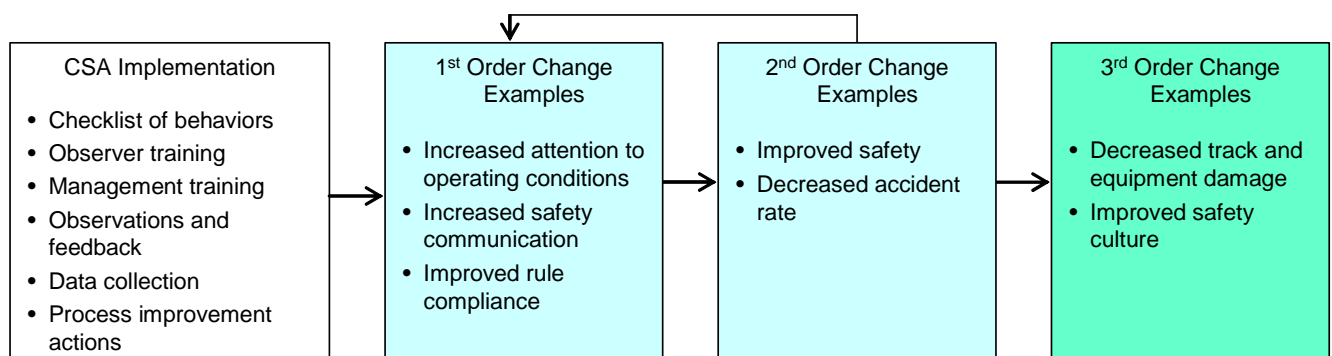 CSA Implementation
• Checklist of behaviors
• Observer training
• Management training
• Observations and
feedback
• Data collection
• Process improvement
actions
1st Order Change
Examples
• Increased attention to
operating conditions
• Increased safety
communication
• Improved rule
compliance
2nd Order Change
Examples
• Improved safety
• Decreased accident
rate
3rd Order Change
Examples
• Decreased track and
equipment damage
• Improved safety
culture